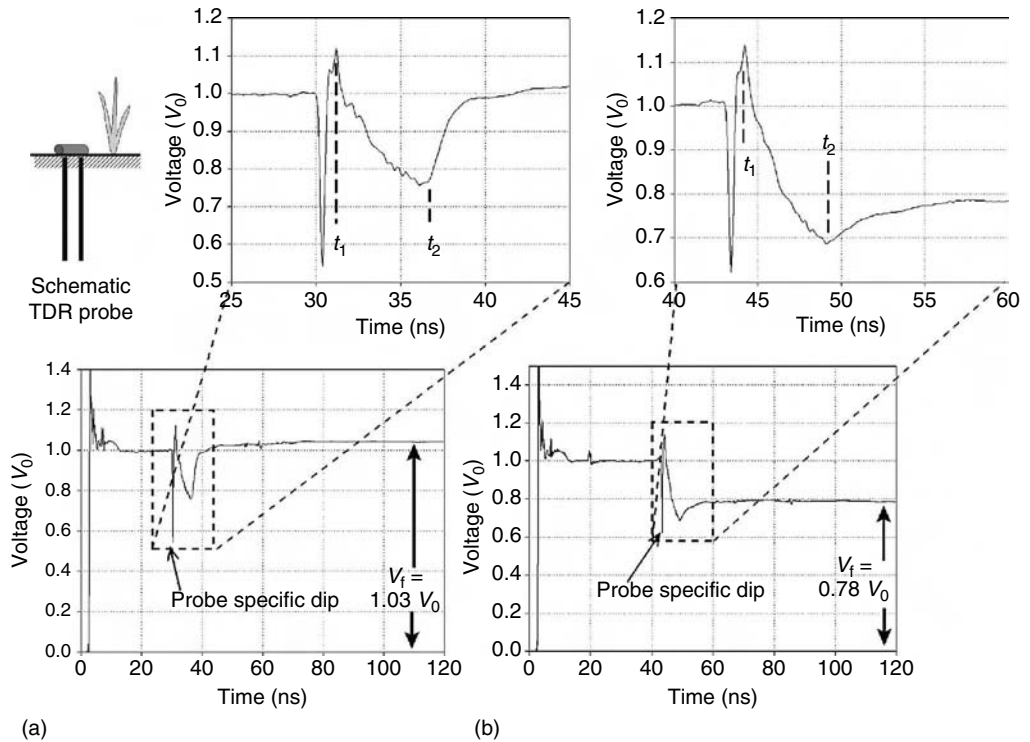 Schematic
TDR probe
Voltage (V0)
1.2
1.1
1.0
0.9
0.8
0.7
0.6
0.5
t1
t2
25
30
35
40
45
Time (ns)
Voltage (V0)
1.2
1.1
1.0
0.9
0.8
0.7
0.6
t1
t2
40
45
50
55
60
Time (ns)
Voltage (V0)
1.4
1.2
1.0
0.8
0.6
0.4
0.2
0.0
Probe specific dip
Vf =
1.03 V0
0
20
40
60
80
100
120
Time (ns)
(a)
Voltage (V0)
1.4
1.2
1.0
0.8
0.6
0.4
0.2
0.0
Probe specific dip
Vf =
0.78 V0
0
20
40
60
80
100
120
Time (ns)
(b)